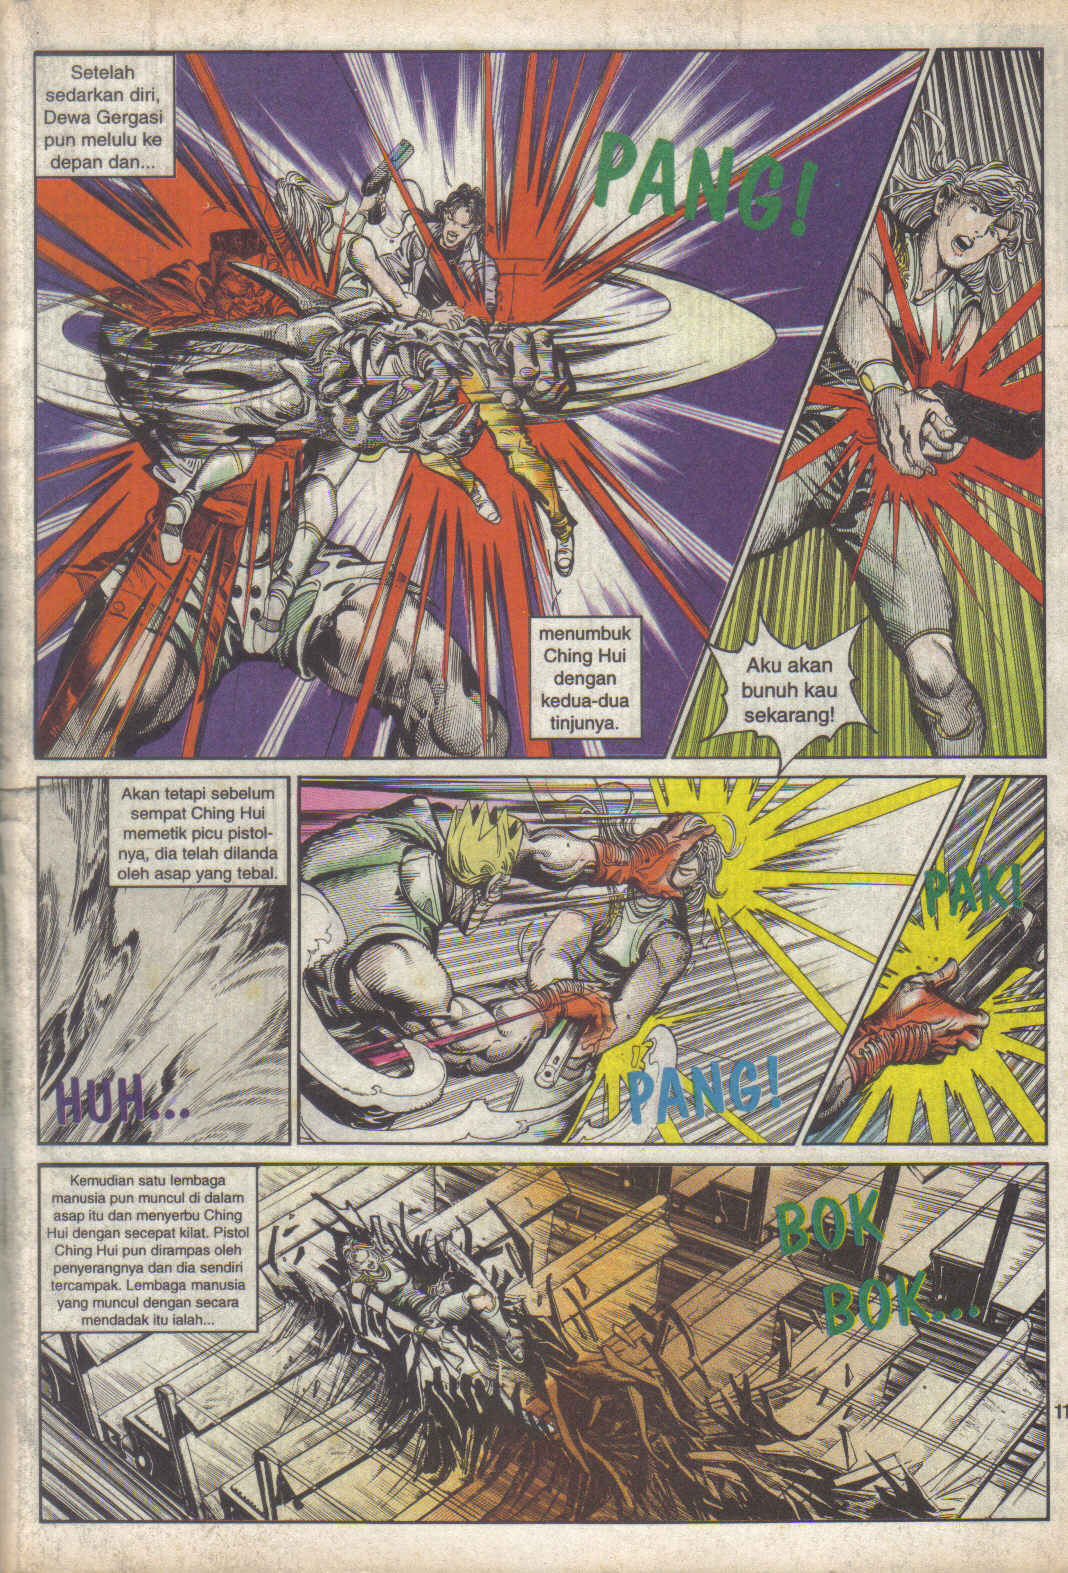 Setelah
sedarkan diri,
Dewa Gergasi
pun melulu ke
depan dan...
PANG!
menumbuk
Ching Hui
dengan
kedua-dua
tinjunya.
Aku akan
bunuh kau
sekarang!
Akan tetapi sebelum
sempat Ching Hui
memetik picu pistol-
nya, dia telah dilanda
oleh asap yang tebal.
HUH...
PANG!
PAK!
Kemudian satu lembaga
manusia pun muncul di dalam
asap itu dan menyerbu Ching
Hui dengan secepat kilat. Pistol
Ching Hui pun dirampas oleh
penyerangnya dan dia sendiri
tercampak. Lembaga manusia
yang muncul dengan secara
mendadak itu ialah...
BOK
BOK...
11